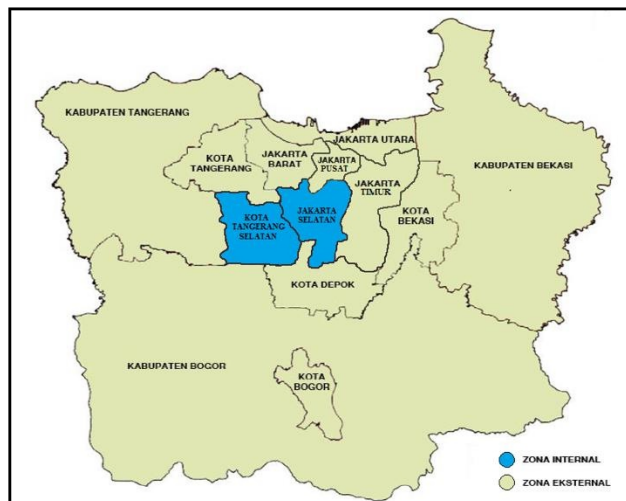 KABUPATEN TANGERANG
JAKARTA UTARA
KOTA
TANGERANG
JAKARTA
BARAT
JAKARTA
PUSAT
KABUPATEN BEKASI
JAKARTA
TIMUR
KOTA
TANGERANG
SELATAN
JAKARTA
SELATAN
KOTA
BEKASI
KOTA DEPOK
KABUPATEN BOGOR
KOTA
BOGOR
ZONA INTERNAL
ZONA EKSTERNAL